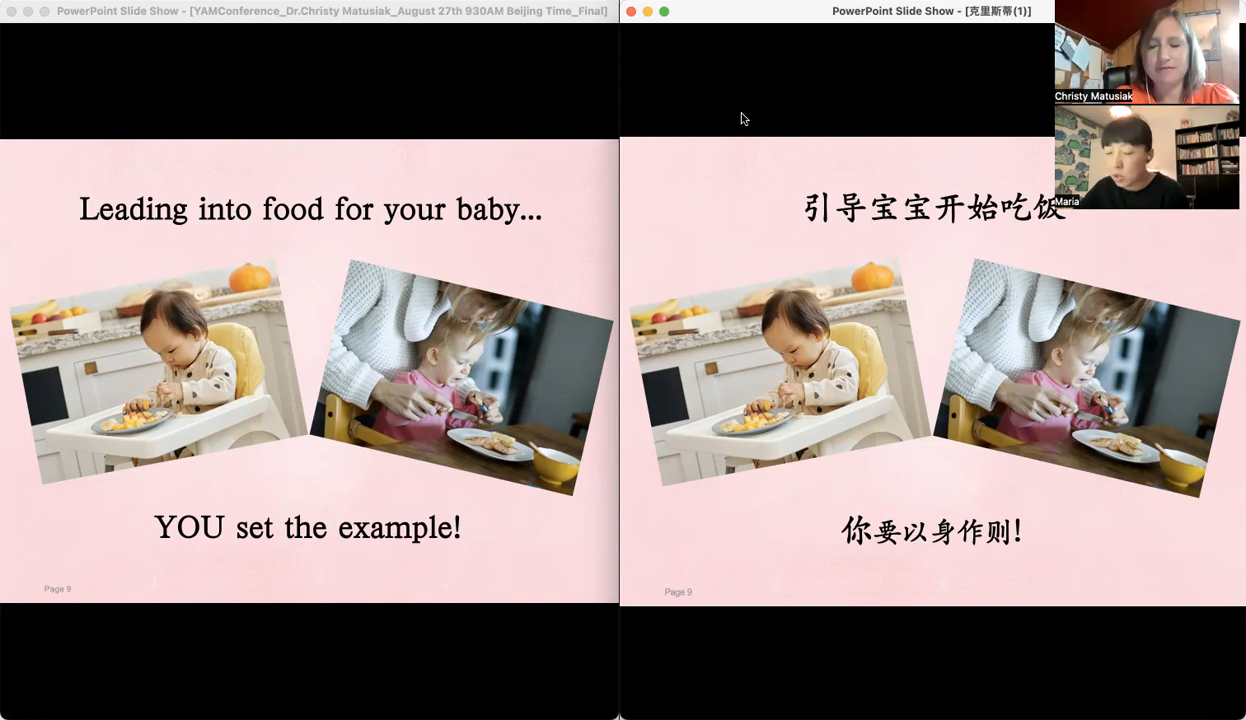 PowerPoint Slide Show - [YAMConference_Dr.Christy Matusiak_August 27th 930AM Beijing Time_Final]
Leading into food for your baby...
YOU set the example!
Page 9
PowerPoint Slide Show - [克里斯蒂(1)]
Christy Matusiak
Maria
引导宝宝开始吃饭
你要以身作则!
Page 9